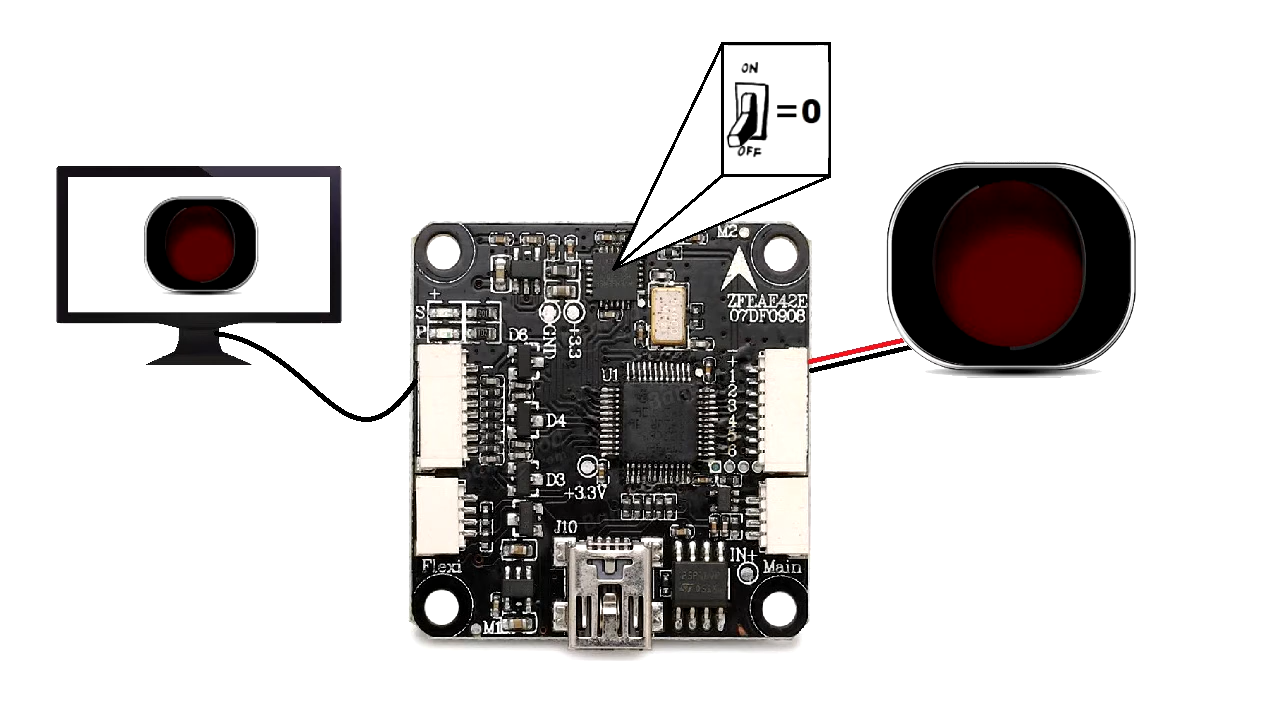 ON
=0
OFF
M2
ZFEAE42E
07DF0908
+
S
P
D6
GND
+3.3
U1
+
1
2
3
4
5
6
D4
D3
+3.3V
J10
IN+
Flexi
Main
M1